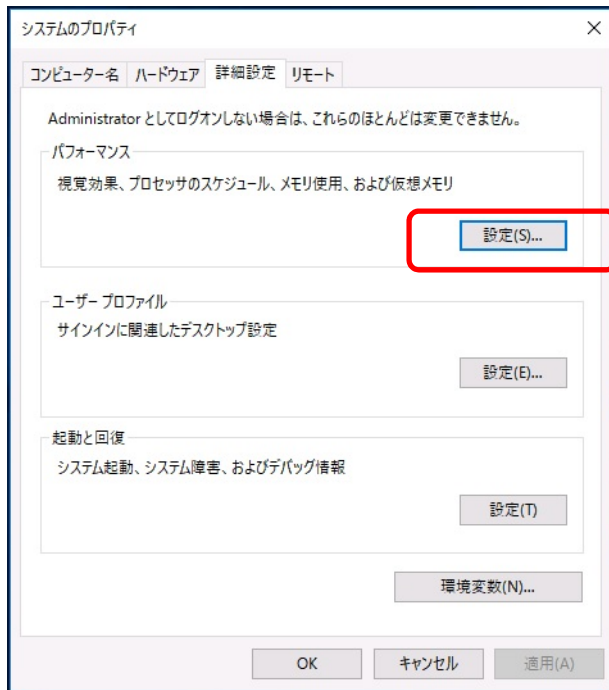 システムのプロパティ
コンピューター名 ハードウェア 詳細設定 リモート
Administrator としてログオンしない場合は、これらのほとんどは変更できません。
パフォーマンス
視覚効果、プロセッサのスケジュール、メモリ使用、および仮想メモリ
設定(S)...
ユーザー プロファイル
サインインに関連したデスクトップ設定
設定(E)...
起動と回復
システム起動、システム障害、およびデバッグ情報
設定(T)
環境変数(N)...
OK キャンセル 適用(A)